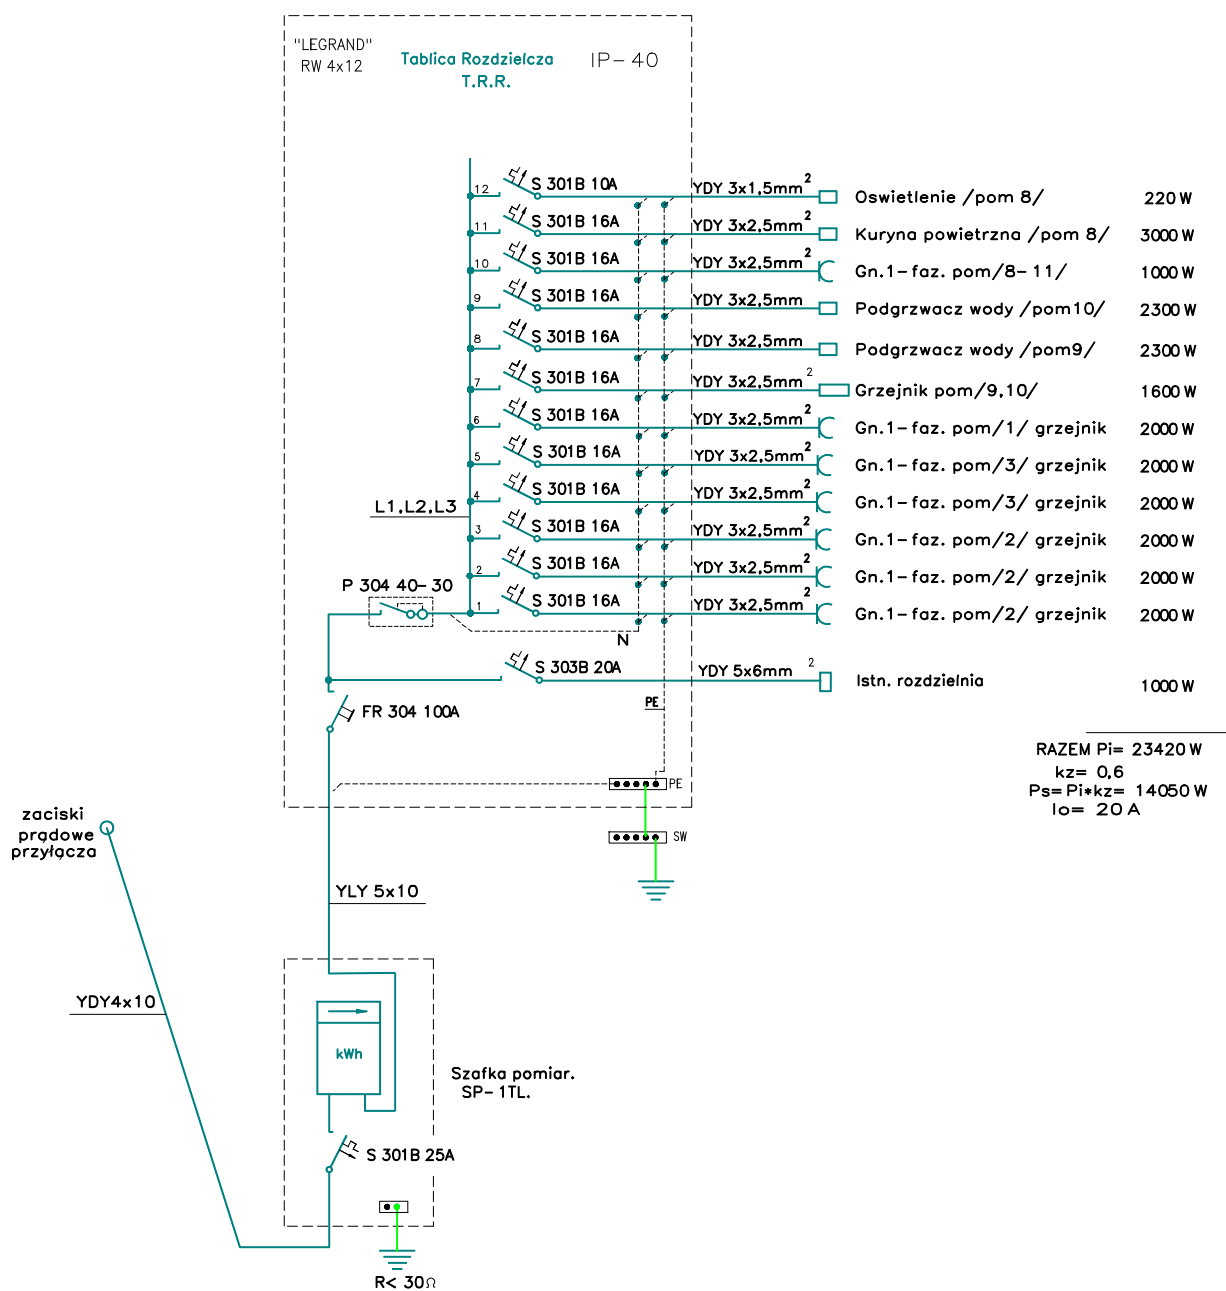 "LEGRAND"
RW 4x12
Tablica Rozdzielcza
T.R.R.
IP-40
12 S 301B 10A YDY 3x1,5mm² Oswietlenie /pom 8/ 220 W
11 S 301B 16A YDY 3x2,5mm² Kuryna powietrzna /pom 8/ 3000 W
10 S 301B 16A YDY 3x2,5mm² Gn.1-faz. pom/8-11/ 1000 W
9 S 301B 16A YDY 3x2,5mm Podgrzwacz wody /pom10/ 2300 W
8 S 301B 16A YDY 3x2,5mm Podgrzwacz wody /pom9/ 2300 W
7 S 301B 16A YDY 3x2,5mm² Grzejnik pom/9,10/ 1600 W
6 S 301B 16A YDY 3x2,5mm² Gn.1-faz. pom/1/ grzejnik 2000 W
5 S 301B 16A YDY 3x2,5mm² Gn.1-faz. pom/3/ grzejnik 2000 W
4 S 301B 16A YDY 3x2,5mm² Gn.1-faz. pom/3/ grzejnik 2000 W
L1,L2,L3
3 S 301B 16A YDY 3x2,5mm² Gn.1-faz. pom/2/ grzejnik 2000 W
2 S 301B 16A YDY 3x2,5mm² Gn.1-faz. pom/2/ grzejnik 2000 W
P 304 40-30
1 S 301B 16A YDY 3x2,5mm² Gn.1-faz. pom/2/ grzejnik 2000 W
N
S 303B 20A YDY 5x6mm² Istn. rozdzielnia 1000 W
PE
FR 304 100A
RAZEM Pi= 23420 W
kz= 0,6
Ps=Pi*kz= 14050 W
Io= 20 A
PE
SW
zaciski
prądowe
przyłącza
YLY 5x10
YDY4x10
kWh
Szafka pomiar.
SP-1TL.
S 301B 25A
R< 30Ω